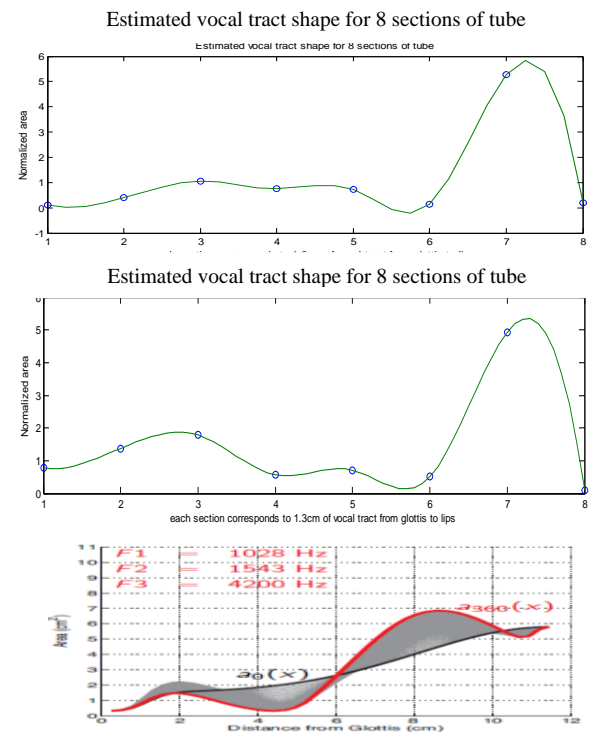 Estimated vocal tract shape for 8 sections of tube
Estimated vocal tract shape for 8 sections of tube
6
5
4
3
2
1
0
-1
Normalized area
1 2 3 4 5 6 7 8
Estimated vocal tract shape for 8 sections of tube
6
5
4
3
2
1
0
Normalized area
1 2 3 4 5 6 7 8
each section corresponds to 1.3cm of vocal tract from glottis to lips
11
10
9
8
7
6
5
4
3
2
1
0
Area (cm²)
F1 = 1028 Hz
F2 = 1543 Hz
F3 = 4200 Hz
a360(x)
a0(x)
0 2 4 6 8 10 12
Distance from Glottis (cm)